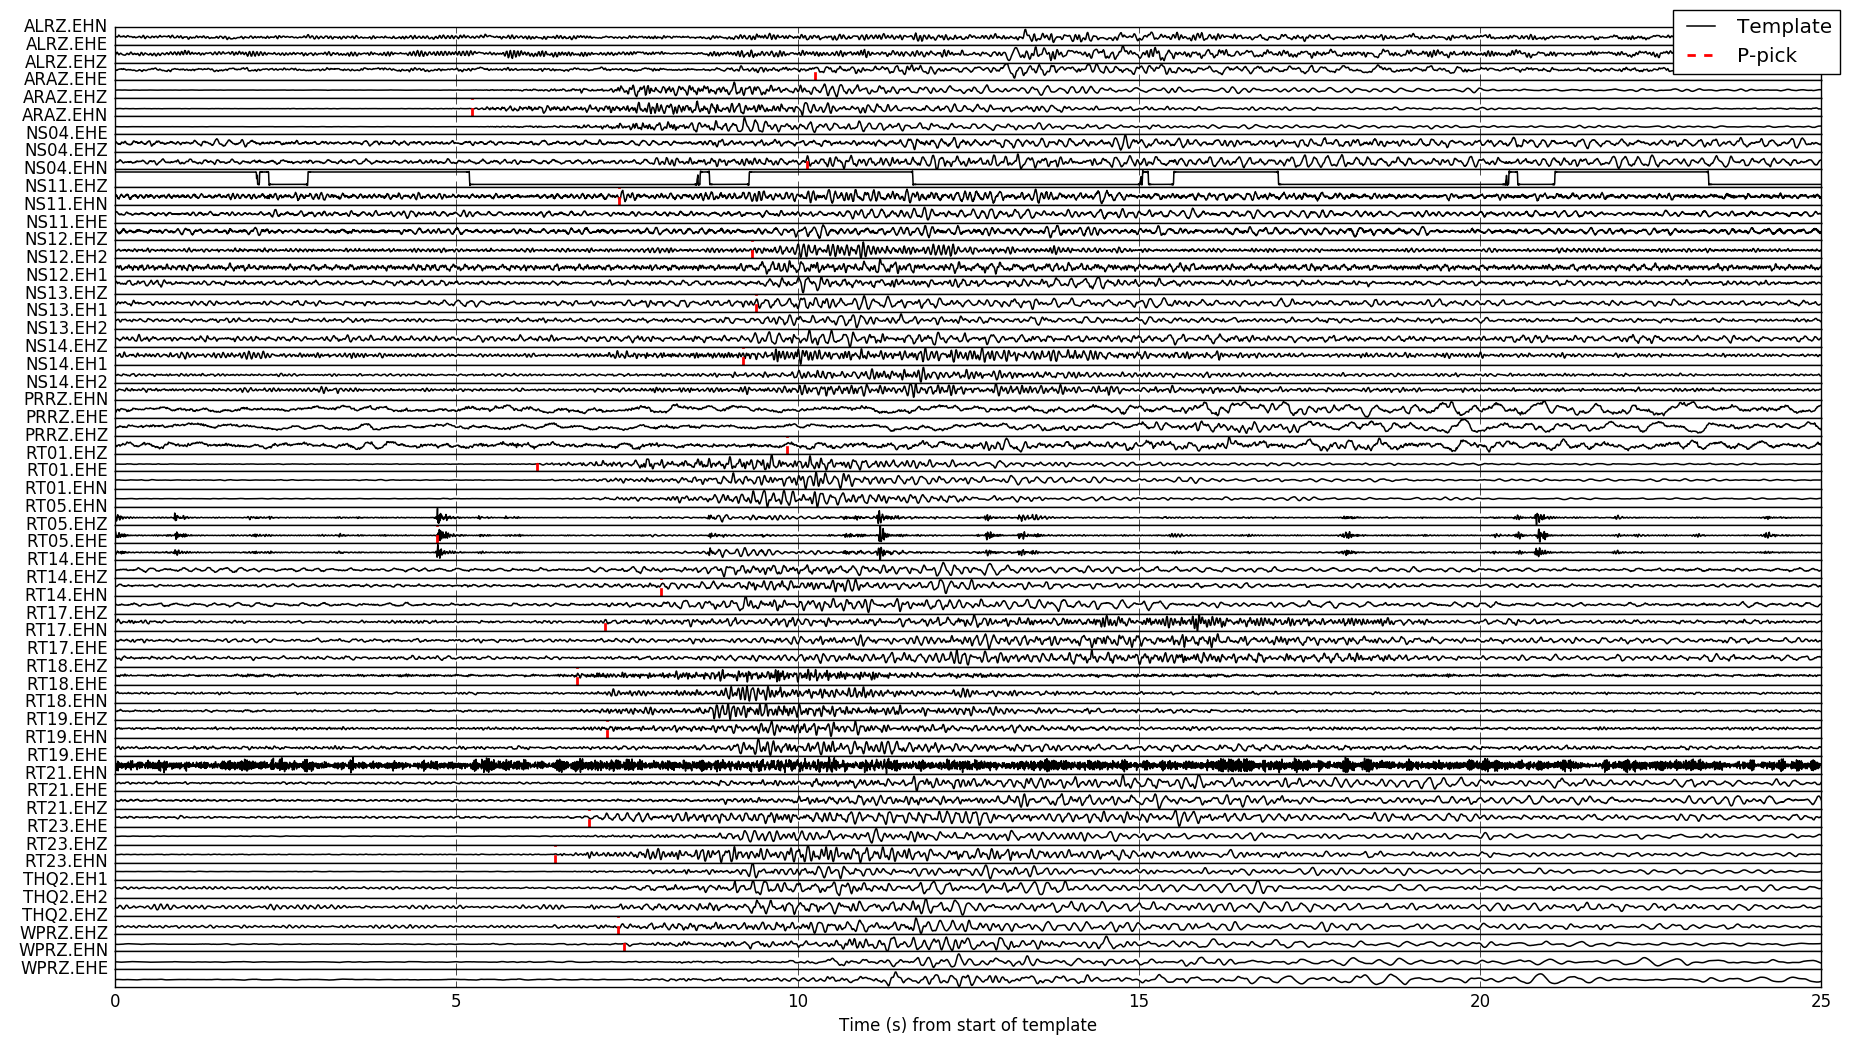 Template
P-pick
ALRZ.EHN
ALRZ.EHE
ALRZ.EHZ
ARAZ.EHE
ARAZ.EHZ
ARAZ.EHN
NS04.EHE
NS04.EHZ
NS04.EHN
NS11.EHZ
NS11.EHN
NS11.EHE
NS12.EHZ
NS12.EH2
NS12.EH1
NS13.EHZ
NS13.EH1
NS13.EH2
NS14.EHZ
NS14.EH1
NS14.EH2
PRRZ.EHN
PRRZ.EHE
PRRZ.EHZ
RT01.EHZ
RT01.EHE
RT01.EHN
RT05.EHN
RT05.EHZ
RT05.EHE
RT14.EHE
RT14.EHZ
RT14.EHN
RT17.EHZ
RT17.EHN
RT17.EHE
RT18.EHZ
RT18.EHE
RT18.EHN
RT19.EHZ
RT19.EHN
RT19.EHE
RT21.EHN
RT21.EHE
RT21.EHZ
RT23.EHE
RT23.EHZ
RT23.EHN
THQ2.EH1
THQ2.EH2
THQ2.EHZ
WPRZ.EHZ
WPRZ.EHN
WPRZ.EHE
0 5 10 15 20 25
Time (s) from start of template